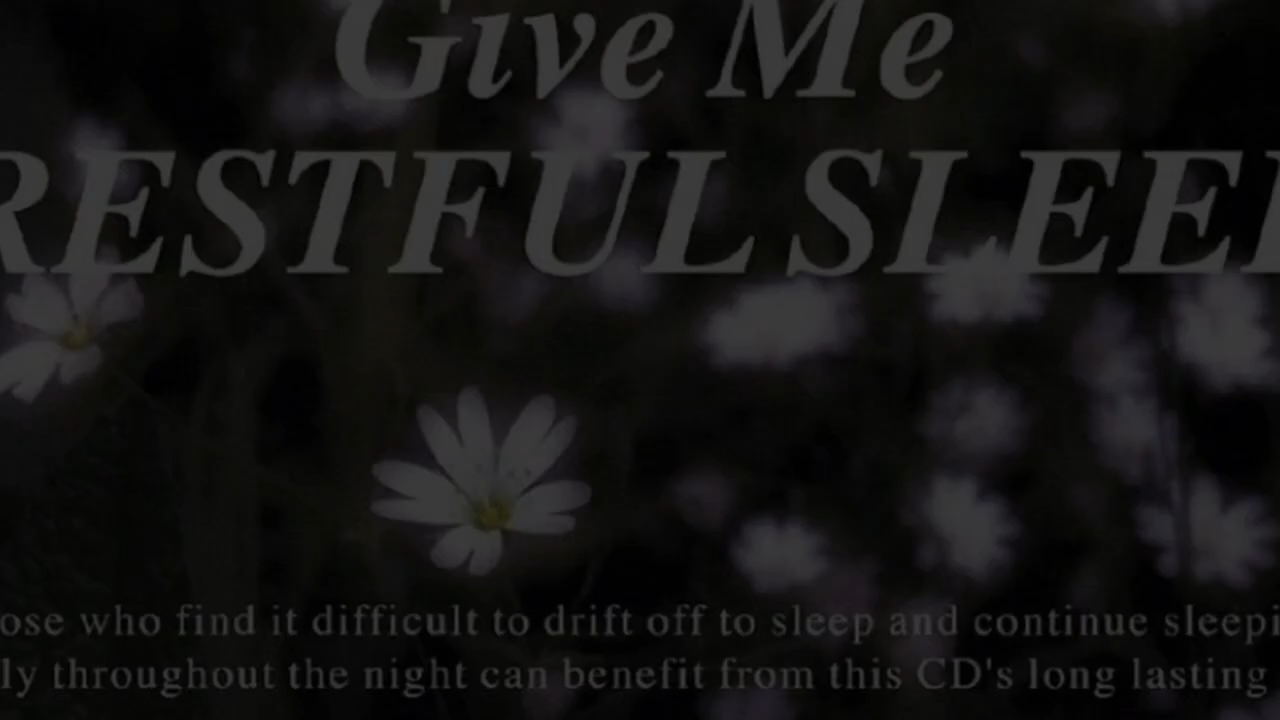 Give Me
RESTFUL SLEE
ose who find it difficult to drift off to sleep and continue sleepi
ly throughout the night can benefit from this CD's long lasting